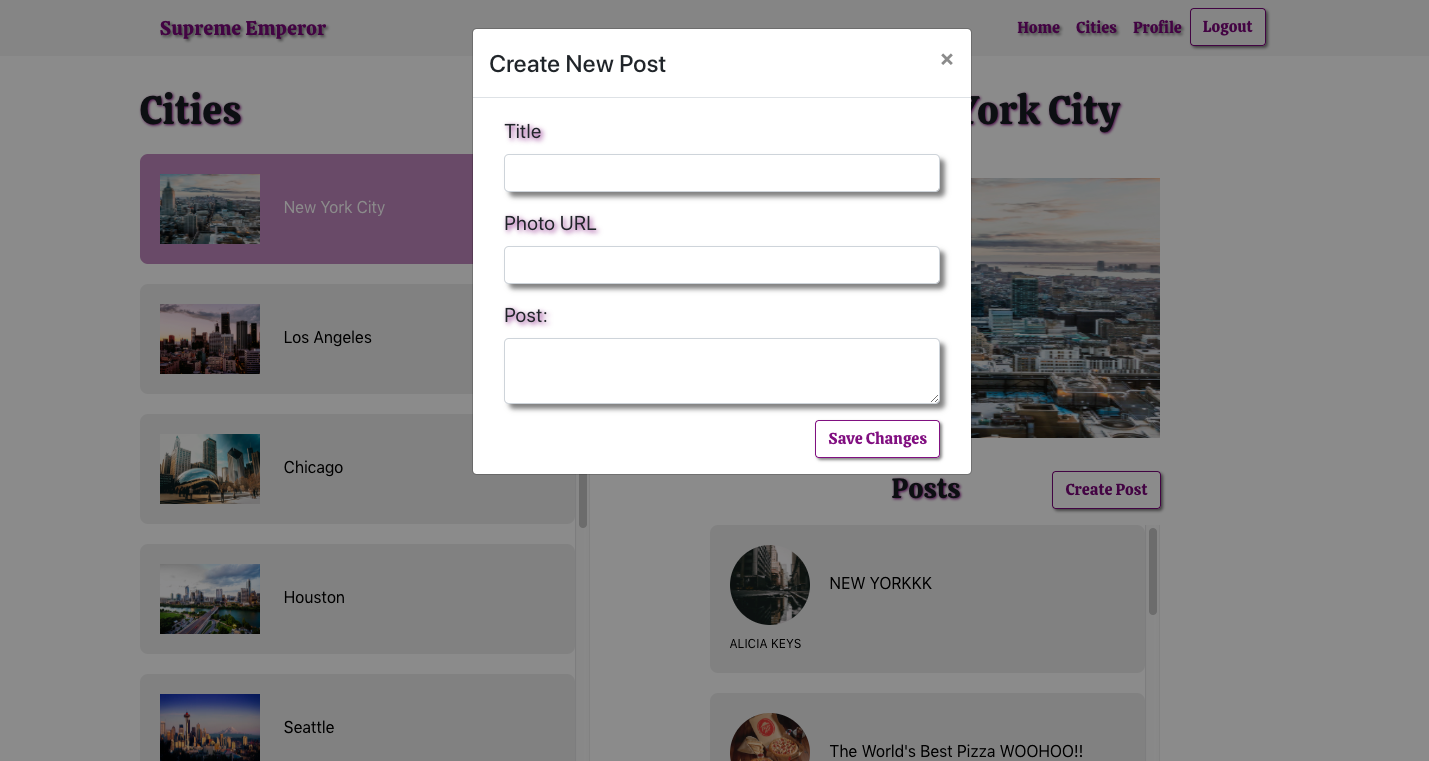 Supreme Emperor
Home Cities Profile Logout
Create New Post ×
Cities
York City
Title
New York City
Photo URL
Los Angeles
Post:
Save Changes
Chicago
Posts
Create Post
NEW YORKKK
Houston
ALICIA KEYS
Seattle
The World's Best Pizza WOOHOO!!